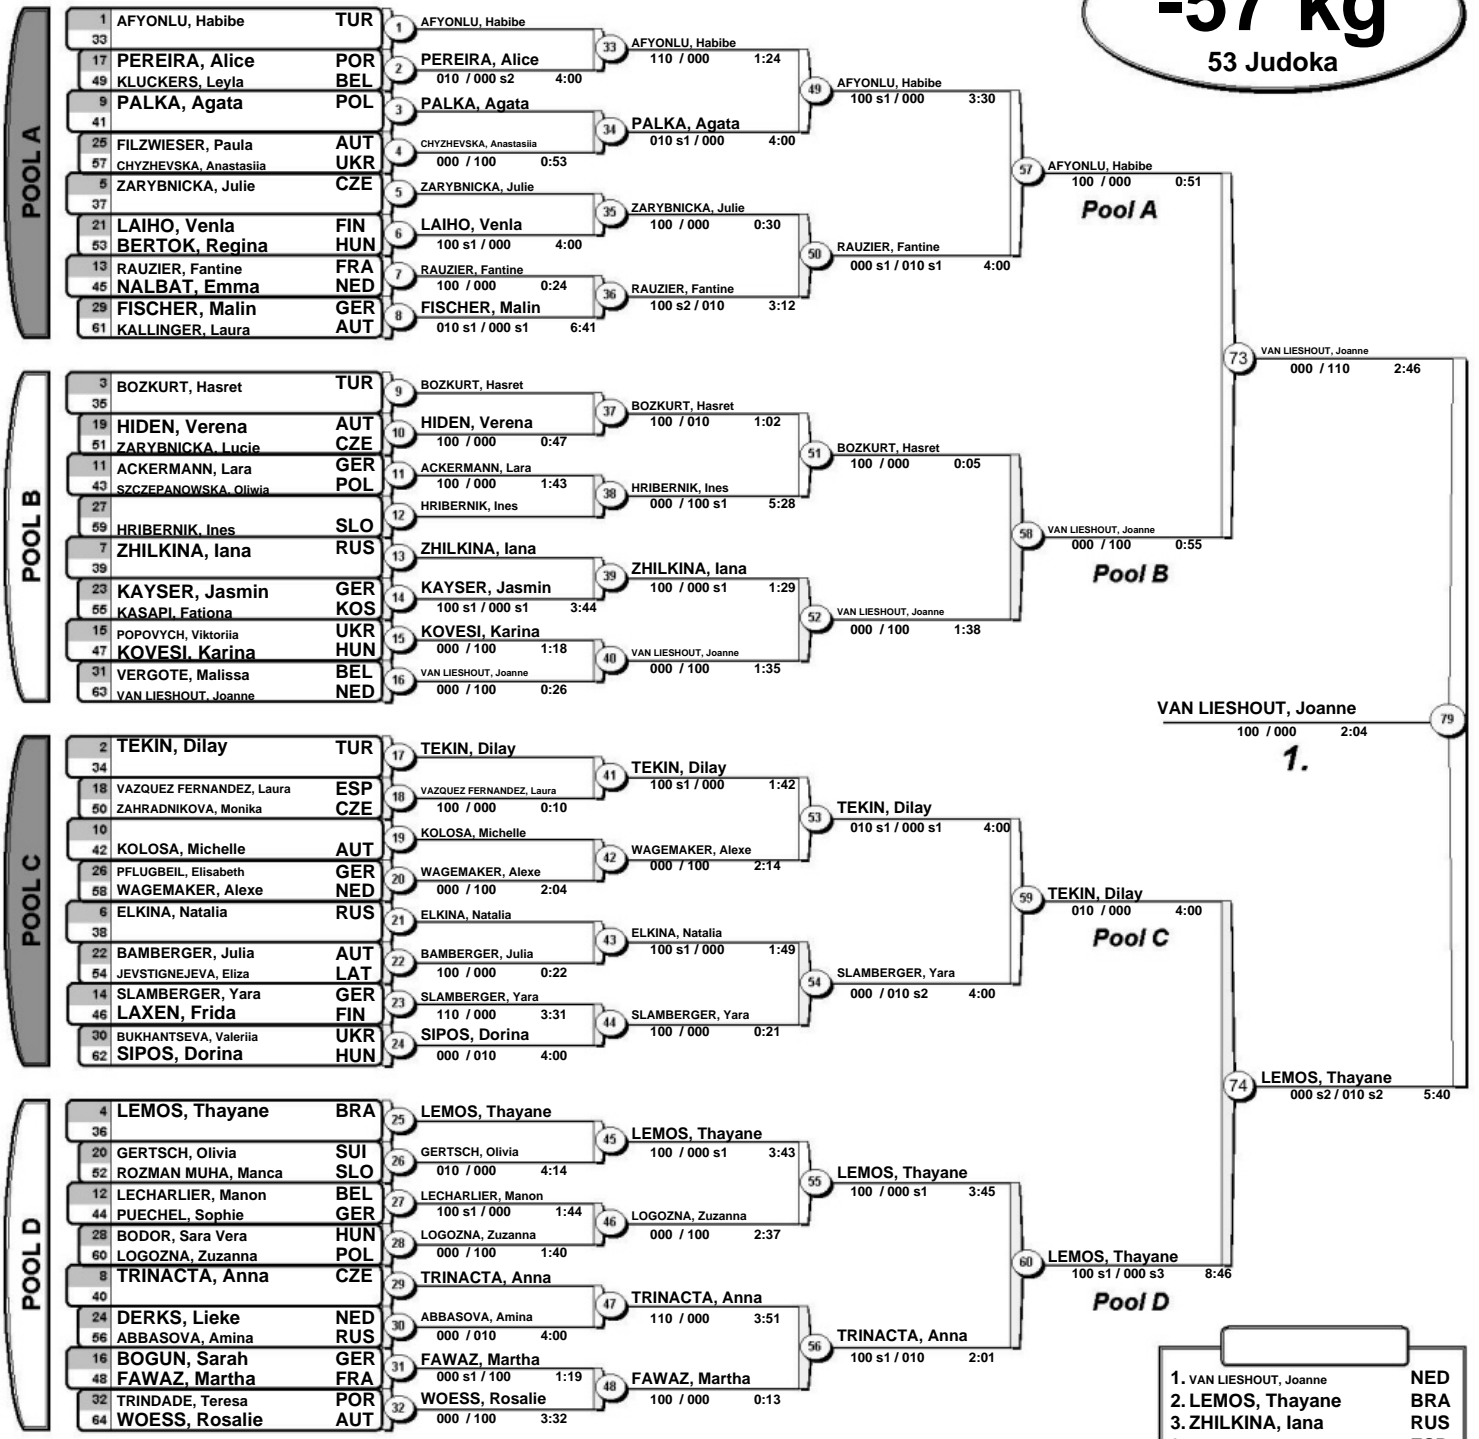 -57 kg
53 Judoka
POOL A
1 AFYONLU, Habibe TUR
33
17 PEREIRA, Alice POR
49 KLUCKERS, Leyla BEL
9 PALKA, Agata POL
41
25 FILZWIESER, Paula AUT
57 CHYZHEVSKA, Anastasiia UKR
5 ZARYBNICKA, Julie CZE
37
21 LAIHO, Venla FIN
53 BERTOK, Regina HUN
13 RAUZIER, Fantine FRA
45 NALBAT, Emma NED
29 FISCHER, Malin GER
61 KALLINGER, Laura AUT
1 AFYONLU, Habibe
2 PEREIRA, Alice
010 / 000 s2 4:00
3 PALKA, Agata
4 CHYZHEVSKA, Anastasiia
000 / 100 0:53
5 ZARYBNICKA, Julie
6 LAIHO, Venla
100 s1 / 000 4:00
7 RAUZIER, Fantine
100 / 000 0:24
8 FISCHER, Malin
010 s1 / 000 s1 6:41
33 AFYONLU, Habibe
110 / 000 1:24
34 PALKA, Agata
010 s1 / 000 4:00
35 ZARYBNICKA, Julie
100 / 000 0:30
36 RAUZIER, Fantine
100 s2 / 010 3:12
49 AFYONLU, Habibe
100 s1 / 000 3:30
50 RAUZIER, Fantine
000 s1 / 010 s1 4:00
57 AFYONLU, Habibe
100 / 000 0:51
Pool A
POOL B
3 BOZKURT, Hasret TUR
35
19 HIDEN, Verena AUT
51 ZARYBNICKA, Lucie CZE
11 ACKERMANN, Lara GER
43 SZCZEPANOWSKA, Oliwia POL
27
59 HRIBERNIK, Ines SLO
7 ZHILKINA, Iana RUS
39
23 KAYSER, Jasmin GER
55 KASAPI, Fationa KOS
15 POPOVYCH, Viktoriia UKR
47 KOVESI, Karina HUN
31 VERGOTE, Malissa BEL
63 VAN LIESHOUT, Joanne NED
9 BOZKURT, Hasret
10 HIDEN, Verena
100 / 000 0:47
11 ACKERMANN, Lara
100 / 000 1:43
12 HRIBERNIK, Ines
13 ZHILKINA, Iana
14 KAYSER, Jasmin
100 s1 / 000 s1 3:44
15 KOVESI, Karina
000 / 100 1:18
16 VAN LIESHOUT, Joanne
000 / 100 0:26
37 BOZKURT, Hasret
100 / 010 1:02
38 HRIBERNIK, Ines
000 / 100 s1 5:28
39 ZHILKINA, Iana
100 / 000 s1 1:29
40 VAN LIESHOUT, Joanne
000 / 100 1:35
51 BOZKURT, Hasret
100 / 000 0:05
52 VAN LIESHOUT, Joanne
000 / 100 1:38
58 VAN LIESHOUT, Joanne
000 / 100 0:55
Pool B
73 VAN LIESHOUT, Joanne
000 / 110 2:46
VAN LIESHOUT, Joanne 79
100 / 000 2:04
1.
POOL C
2 TEKIN, Dilay TUR
34
18 VAZQUEZ FERNANDEZ, Laura ESP
50 ZAHRADNIKOVA, Monika CZE
10
42 KOLOSA, Michelle AUT
26 PFLUGBEIL, Elisabeth GER
58 WAGEMAKER, Alexe NED
6 ELKINA, Natalia RUS
38
22 BAMBERGER, Julia AUT
54 JEVSTIGNEJEVA, Eliza LAT
14 SLAMBERGER, Yara GER
46 LAXEN, Frida FIN
30 BUKHANTSEVA, Valeriia UKR
62 SIPOS, Dorina HUN
17 TEKIN, Dilay
18 VAZQUEZ FERNANDEZ, Laura
100 / 000 0:10
19 KOLOSA, Michelle
20 WAGEMAKER, Alexe
000 / 100 2:04
21 ELKINA, Natalia
22 BAMBERGER, Julia
100 / 000 0:22
23 SLAMBERGER, Yara
110 / 000 3:31
24 SIPOS, Dorina
000 / 010 4:00
41 TEKIN, Dilay
100 s1 / 000 1:42
42 WAGEMAKER, Alexe
000 / 100 2:14
43 ELKINA, Natalia
100 s1 / 000 1:49
44 SLAMBERGER, Yara
100 / 000 0:21
53 TEKIN, Dilay
010 s1 / 000 s1 4:00
54 SLAMBERGER, Yara
000 / 010 s2 4:00
59 TEKIN, Dilay
010 / 000 4:00
Pool C
74 LEMOS, Thayane
000 s2 / 010 s2 5:40
POOL D
4 LEMOS, Thayane BRA
36
20 GERTSCH, Olivia SUI
52 ROZMAN MUHA, Manca SLO
12 LECHARLIER, Manon BEL
44 PUECHEL, Sophie GER
28 BODOR, Sara Vera HUN
60 LOGOZNA, Zuzanna POL
8 TRINACTA, Anna CZE
40
24 DERKS, Lieke NED
56 ABBASOVA, Amina RUS
16 BOGUN, Sarah GER
48 FAWAZ, Martha FRA
32 TRINDADE, Teresa POR
64 WOESS, Rosalie AUT
25 LEMOS, Thayane
26 GERTSCH, Olivia
010 / 000 4:14
27 LECHARLIER, Manon
100 s1 / 000 1:44
28 LOGOZNA, Zuzanna
000 / 100 1:40
29 TRINACTA, Anna
30 ABBASOVA, Amina
000 / 010 4:00
31 FAWAZ, Martha
000 s1 / 100 1:19
32 WOESS, Rosalie
000 / 100 3:32
45 LEMOS, Thayane
100 / 000 s1 3:43
46 LOGOZNA, Zuzanna
000 / 100 2:37
47 TRINACTA, Anna
110 / 000 3:51
48 FAWAZ, Martha
100 / 000 0:13
55 LEMOS, Thayane
100 / 000 s1 3:45
56 TRINACTA, Anna
100 s1 / 010 2:01
60 LEMOS, Thayane
100 s1 / 000 s3 8:46
Pool D
1. VAN LIESHOUT, Joanne NED
2. LEMOS, Thayane BRA
3. ZHILKINA, Iana RUS